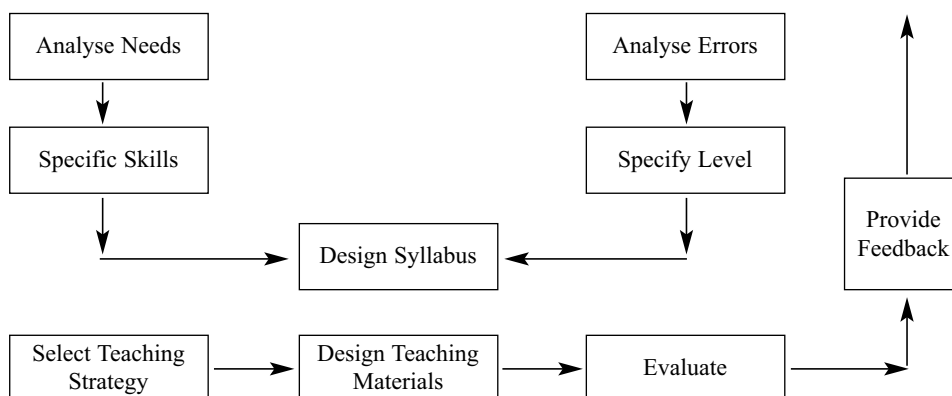 Analyse Needs
Analyse Errors
Specific Skills
Specify Level
Provide
Feedback
Design Syllabus
Select Teaching
Strategy
Design Teaching
Materials
Evaluate